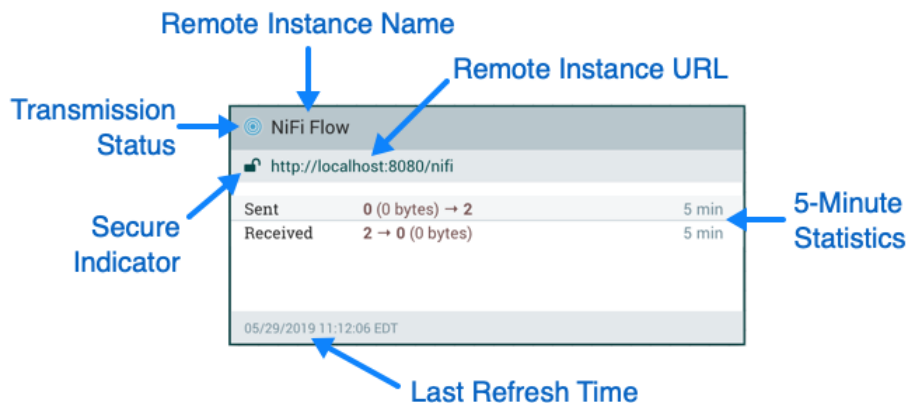 Remote Instance Name
Remote Instance URL
Transmission
Status
NiFi Flow
http://localhost:8080/nifi
Secure
Indicator
Sent 0 (0 bytes) → 2 5 min
Received 2 → 0 (0 bytes) 5 min
5-Minute
Statistics
05/29/2019 11:12:06 EDT
Last Refresh Time